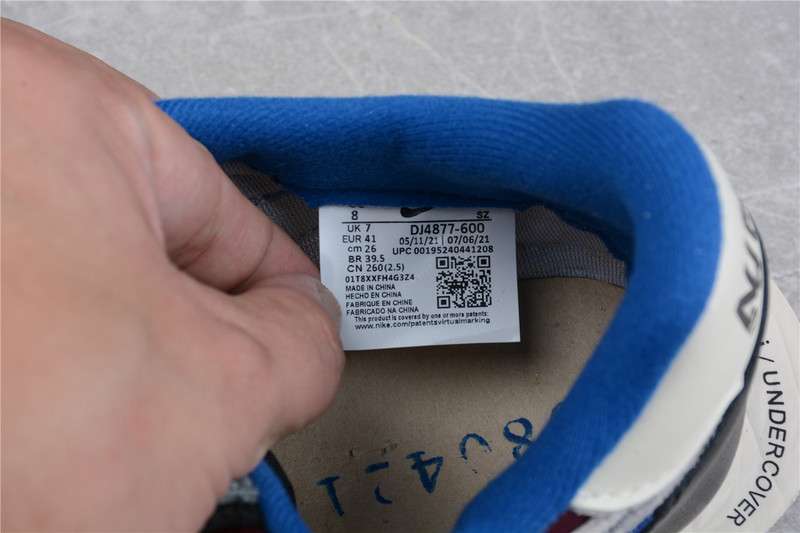 8 SZ
UK 7 DJ4877-600
EUR 41 05/11/21 | 07/06/21
cm 26 UPC 00195240441208
BR 39.5
CN 260(2.5)
01T8XXFH4G3Z4
MADE IN CHINA
HECHO EN CHINA
FABRIQUE EN CHINE
FABRICADO NA CHINA
This product is covered by one or more patents:
www.nike.com/patentsvirtualmarking
/ UNDERCOVER